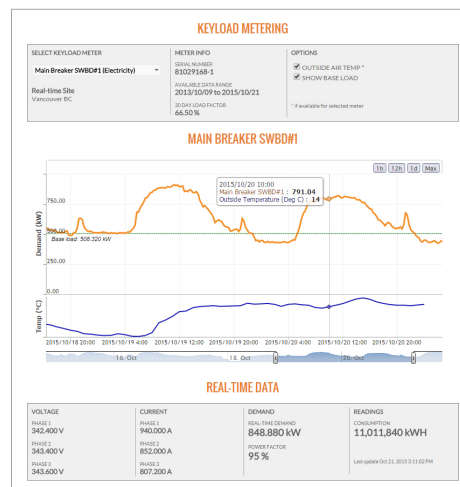 KEYLOAD METERING
SELECT KEYLOAD METER
Main Breaker SWBD#1 (Electricity)
Real-time Site
Vancouver BC
METER INFO
SERIAL NUMBER
81029168-1
AVAILABLE DATA RANGE
2013/10/09 to 2015/10/21
30 DAY LOAD FACTOR
66.50 %
OPTIONS
OUTSIDE AIR TEMP *
SHOW BASE LOAD
* if available for selected meter
MAIN BREAKER SWBD#1
1h 12h 1d Max
2015/10/20 10:00
Main Breaker SWBD#1 : 791.04
Outside Temperature (Deg C) : 14
Demand (kW)
750.00
500.00
Base load: 508.320 kW
250.00
0.00
Temp (°C)
2015/10/18 20:00 2015/10/19 4:00 2015/10/19 12:00 2015/10/19 20:00 2015/10/20 4:00 2015/10/20 12:00 2015/10/20 20:00
16. Oct 18. Oct 20. Oct
REAL-TIME DATA
VOLTAGE
PHASE 1
342.400 V
PHASE 2
343.400 V
PHASE 3
343.600 V
CURRENT
PHASE 1
940.000 A
PHASE 2
852.000 A
PHASE 3
807.200 A
DEMAND
REAL-TIME DEMAND
848.880 kW
POWER FACTOR
95 %
READINGS
CONSUMPTION
11,011,840 kWH
Last update Oct 21, 2015 3:11:02 PM